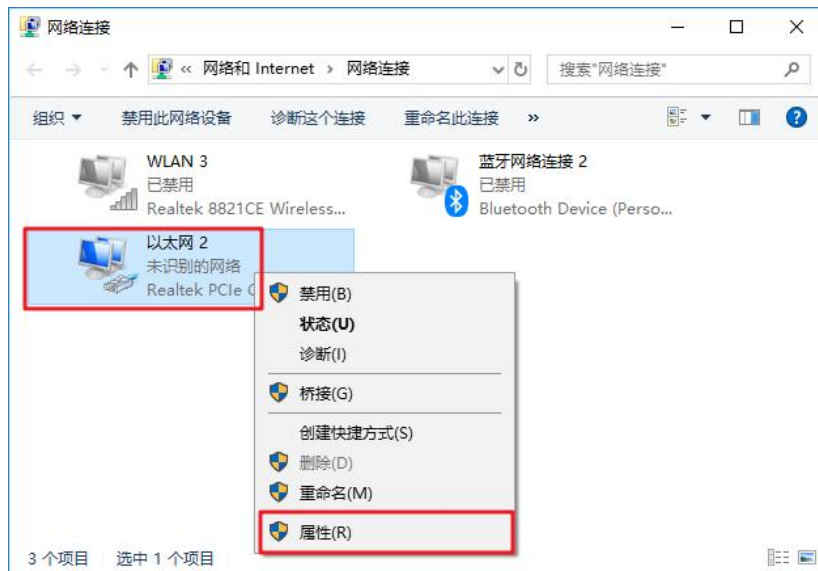 网络连接
« 网络和 Internet › 网络连接
搜索"网络连接"
组织 禁用此网络设备 诊断这个连接 重命名此连接 »
WLAN 3
已禁用
Realtek 8821CE Wireless...
蓝牙网络连接 2
已禁用
Bluetooth Device (Perso...
以太网 2
未识别的网络
Realtek PCIe
禁用(B)
状态(U)
诊断(I)
桥接(G)
创建快捷方式(S)
删除(D)
重命名(M)
属性(R)
3 个项目 选中 1 个项目